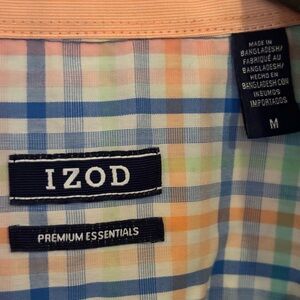 MADE IN
BANGLADESH/
FABRIQUÉ AU
BANGLADESH/
HECHO EN
BANGLADESH CON
INSUMOS
IMPORTADOS
M
IZOD
PREMIUM ESSENTIALS